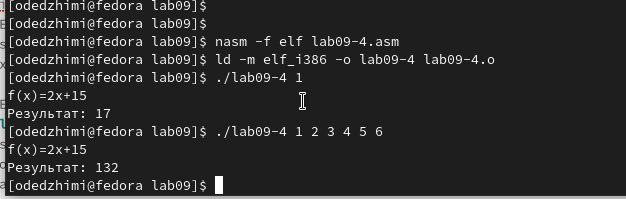 [odedzhimi@fedora lab09]$
[odedzhimi@fedora lab09]$
[odedzhimi@fedora lab09]$ nasm -f elf lab09-4.asm
[odedzhimi@fedora lab09]$ ld -m elf_i386 -o lab09-4 lab09-4.o
[odedzhimi@fedora lab09]$ ./lab09-4 1
f(x)=2x+15
Результат: 17
[odedzhimi@fedora lab09]$ ./lab09-4 1 2 3 4 5 6
f(x)=2x+15
Результат: 132
[odedzhimi@fedora lab09]$